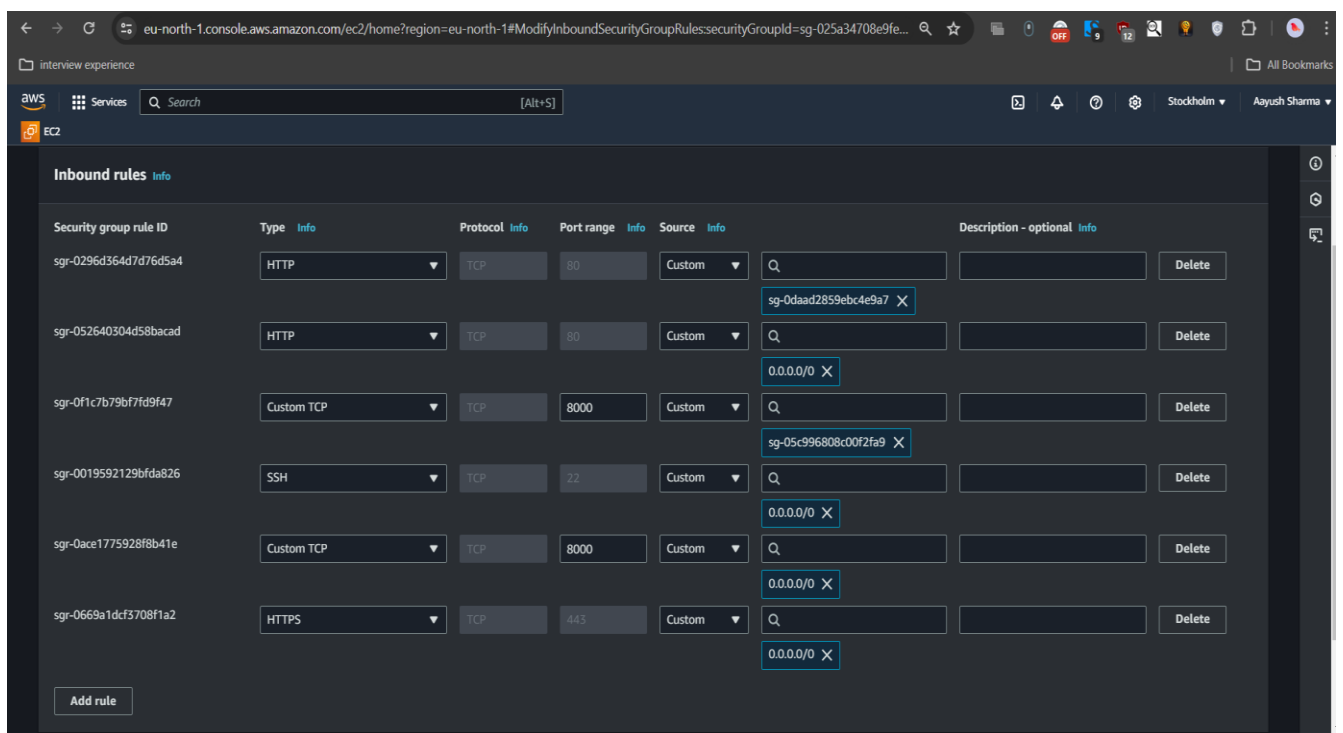 eu-north-1.console.aws.amazon.com/ec2/home?region=eu-north-1#ModifyInboundSecurityGroupRules:securityGroupId=sg-025a34708e9fe...
OFF 9 12
interview experience All Bookmarks
aws Services Search [Alt+S] Stockholm ▼ Aayush Sharma ▼
EC2
Inbound rules Info
Security group rule ID Type Info Protocol Info Port range Info Source Info Description - optional Info
sgr-0296d364d7d76d5a4 HTTP TCP 80 Custom Delete
sg-0daad2859ebc4e9a7
sgr-052640304d58bacad HTTP TCP 80 Custom Delete
0.0.0.0/0
sgr-0f1c7b79bf7fd9f47 Custom TCP TCP 8000 Custom Delete
sg-05c996808c00f2fa9
sgr-0019592129bfda826 SSH TCP 22 Custom Delete
0.0.0.0/0
sgr-0ace1775928f8b41e Custom TCP TCP 8000 Custom Delete
0.0.0.0/0
sgr-0669a1dcf3708f1a2 HTTPS TCP 443 Custom Delete
0.0.0.0/0
Add rule